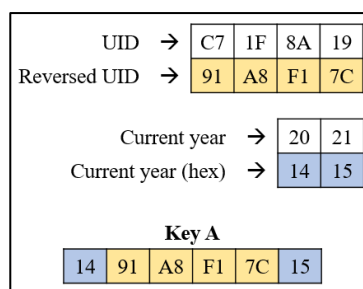 UID → C7 1F 8A 19
Reversed UID → 91 A8 F1 7C
Current year → 20 21
Current year (hex) → 14 15
Key A
14 91 A8 F1 7C 15